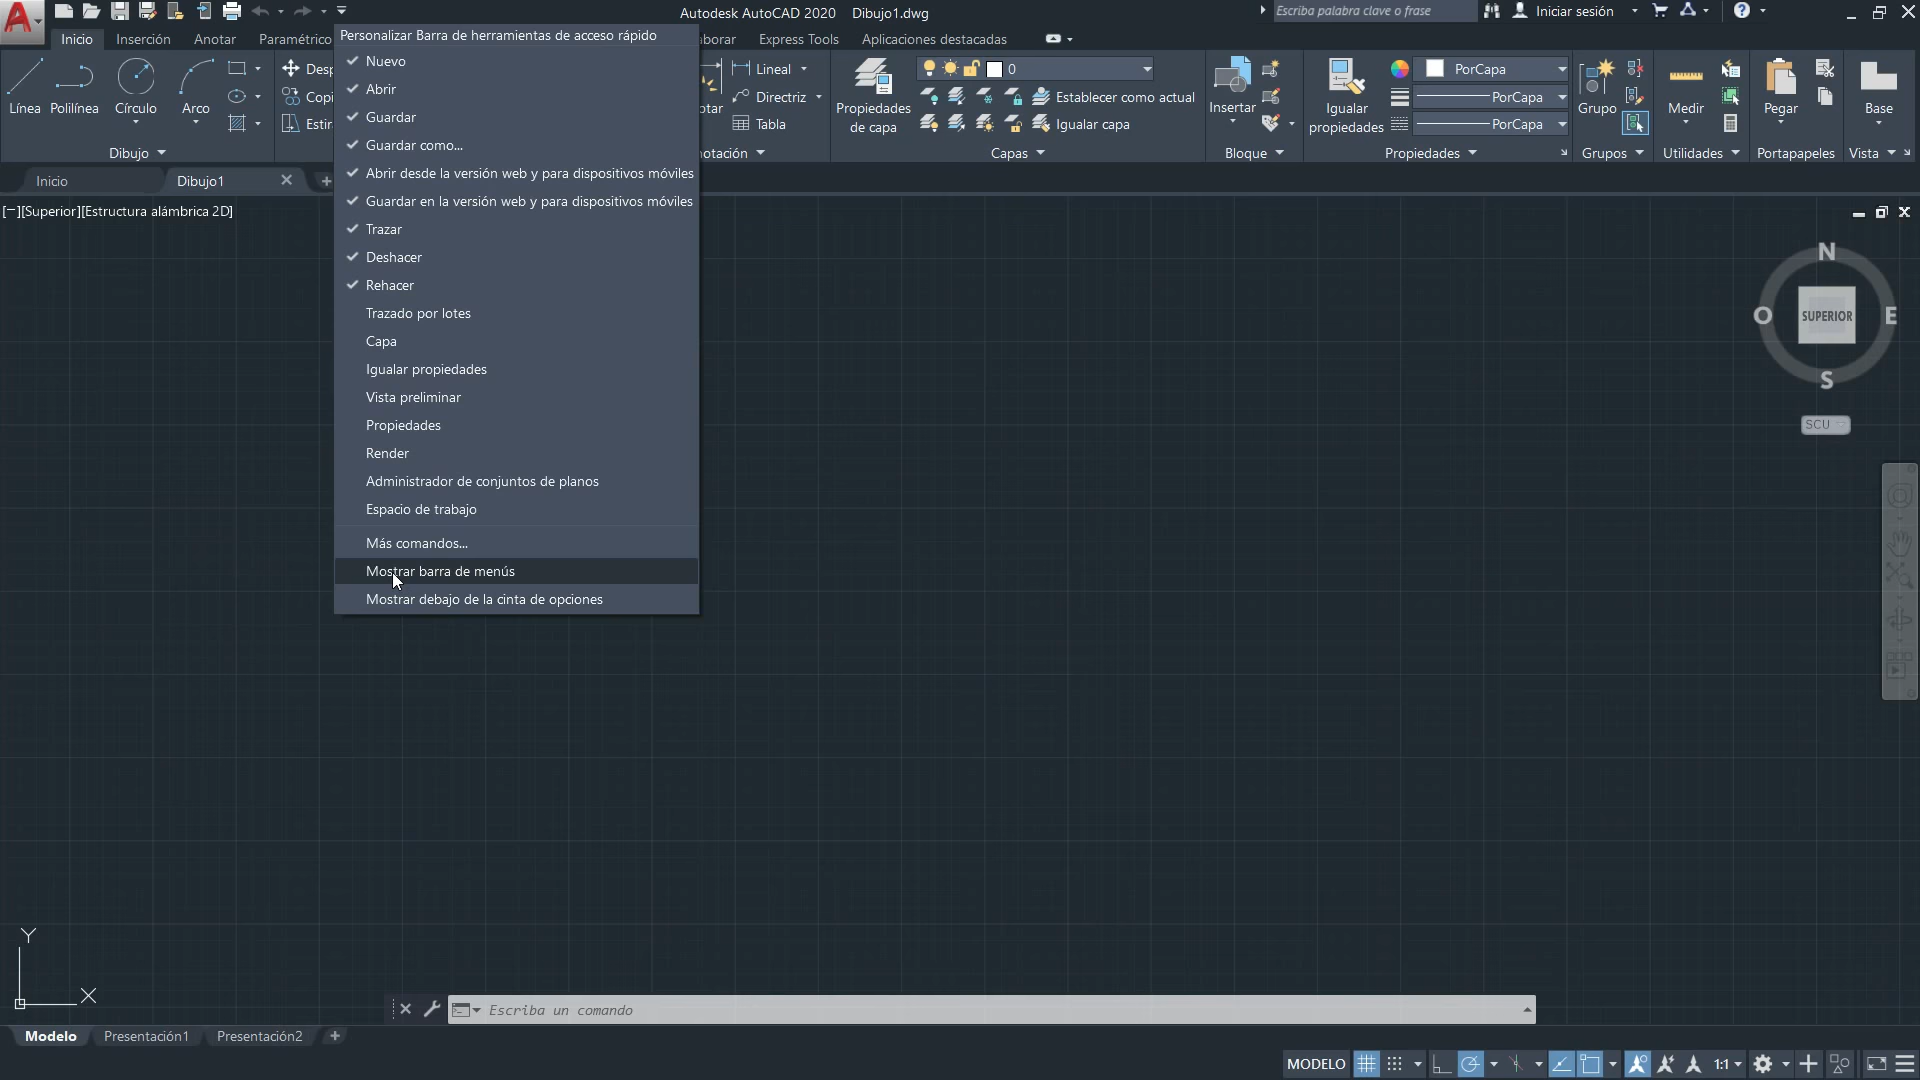 Autodesk AutoCAD 2020 Dibujo1.dwg
Escriba palabra clave o frase
Iniciar sesión
Inicio
Inserción
Anotar
Paramétrico
Personalizar Barra de herramientas de acceso rápido
borar
Express Tools
Aplicaciones destacadas
Línea
Polilínea
Círculo
Arco
Desp
Copi
Estir
Dibujo
Nuevo
Abrir
Guardar
Guardar como...
Abrir desde la versión web y para dispositivos móviles
Guardar en la versión web y para dispositivos móviles
Trazar
Deshacer
Rehacer
Trazado por lotes
Capa
Igualar propiedades
Vista preliminar
Propiedades
Render
Administrador de conjuntos de planos
Espacio de trabajo
Más comandos...
Mostrar barra de menús
Mostrar debajo de la cinta de opciones
otar
Lineal
Directriz
Tabla
otación
Propiedades
de capa
0
Establecer como actual
Igualar capa
Capas
Insertar
Bloque
Igualar
propiedades
PorCapa
PorCapa
PorCapa
Propiedades
Grupo
Grupos
Medir
Utilidades
Pegar
Portapapeles
Base
Vista
Inicio
Dibujo1
[−][Superior][Estructura alámbrica 2D]
N
O
SUPERIOR
E
S
SCU
Y
X
Escriba un comando
Modelo
Presentación1
Presentación2
MODELO
1:1